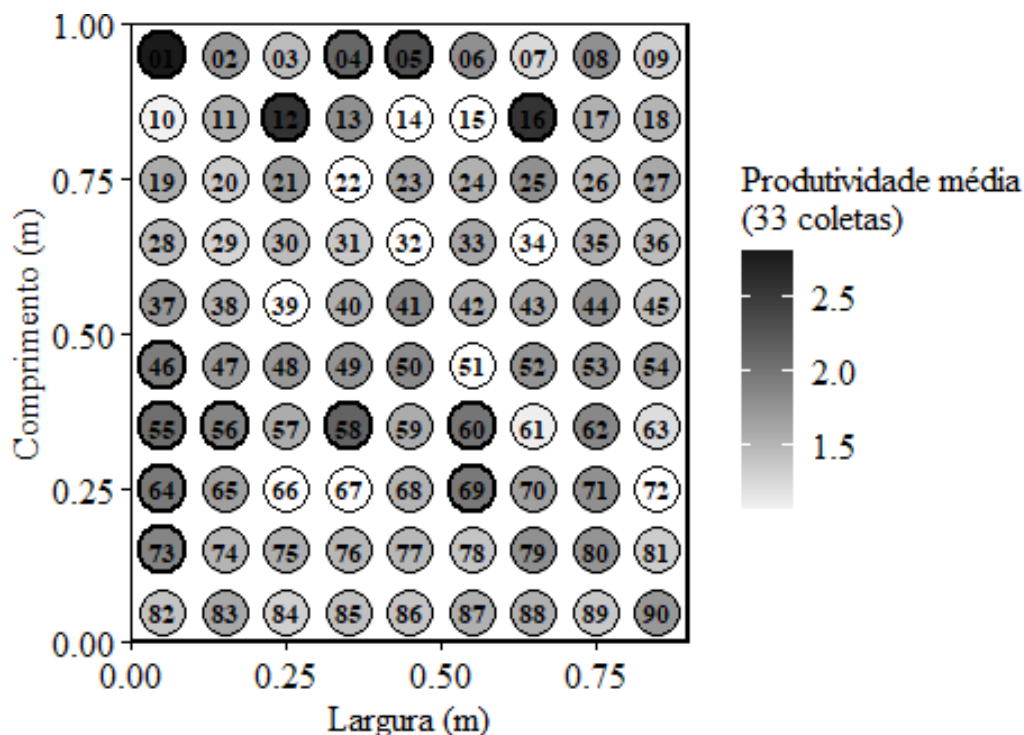 1.00
01 02 03 04 05 06 07 08 09
10 11 12 13 14 15 16 17 18
0.75
19 20 21 22 23 24 25 26 27
28 29 30 31 32 33 34 35 36
37 38 39 40 41 42 43 44 45
0.50
46 47 48 49 50 51 52 53 54
55 56 57 58 59 60 61 62 63
0.25
64 65 66 67 68 69 70 71 72
73 74 75 76 77 78 79 80 81
82 83 84 85 86 87 88 89 90
0.00
Comprimento (m)
0.00 0.25 0.50 0.75
Largura (m)
Produtividade média
(33 coletas)
2.5
2.0
1.5